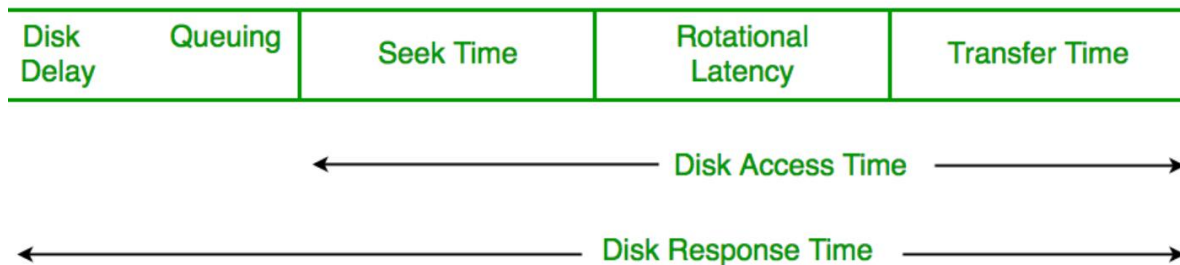 Disk Queuing
Delay
Seek Time
Rotational
Latency
Transfer Time
Disk Access Time
Disk Response Time